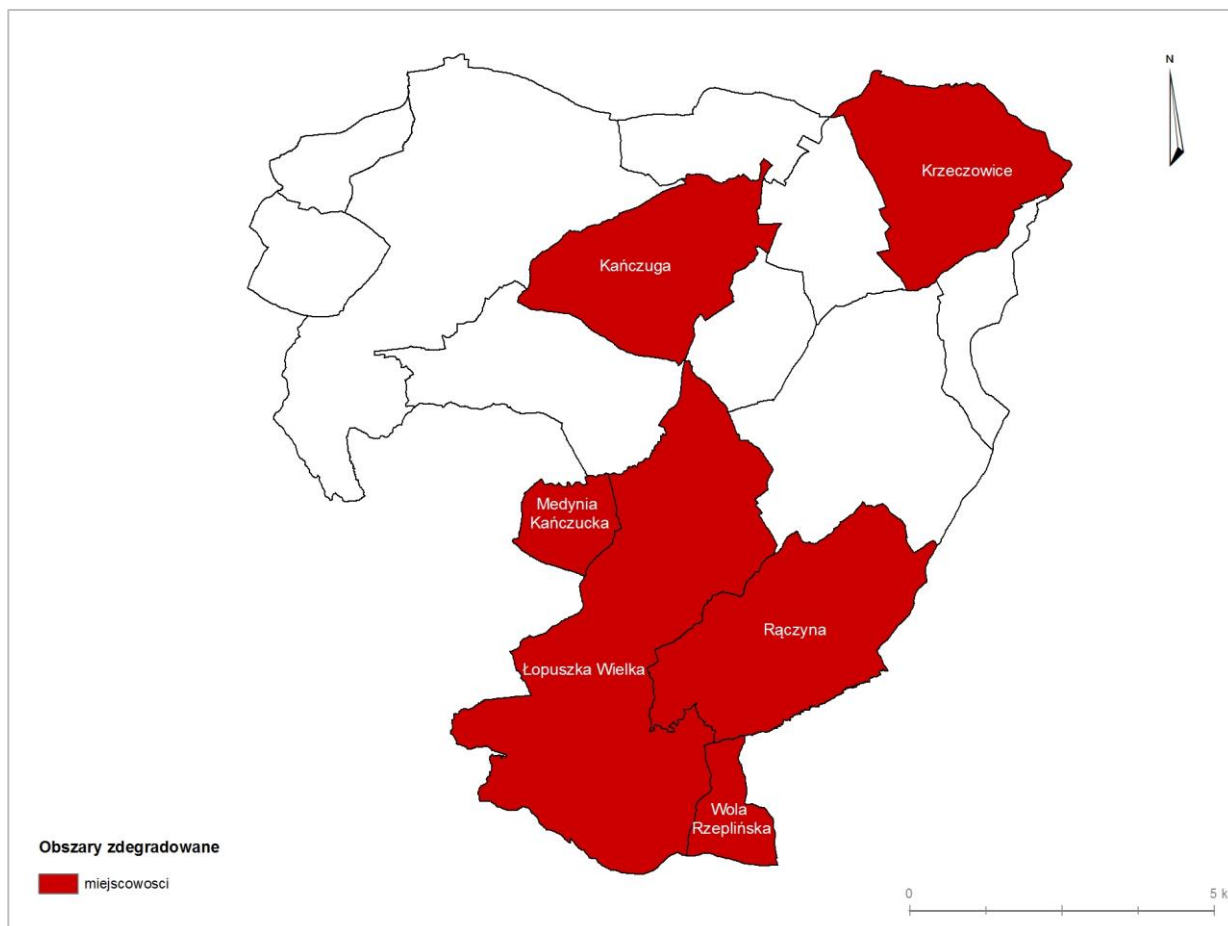 N
Krzeczowice
Kańczuga
Medynia
Kańczucka
Rączyna
Łopuszka Wielka
Wola
Rzeplińska
Obszary zdegradowane
miejscowosci
0
5 k